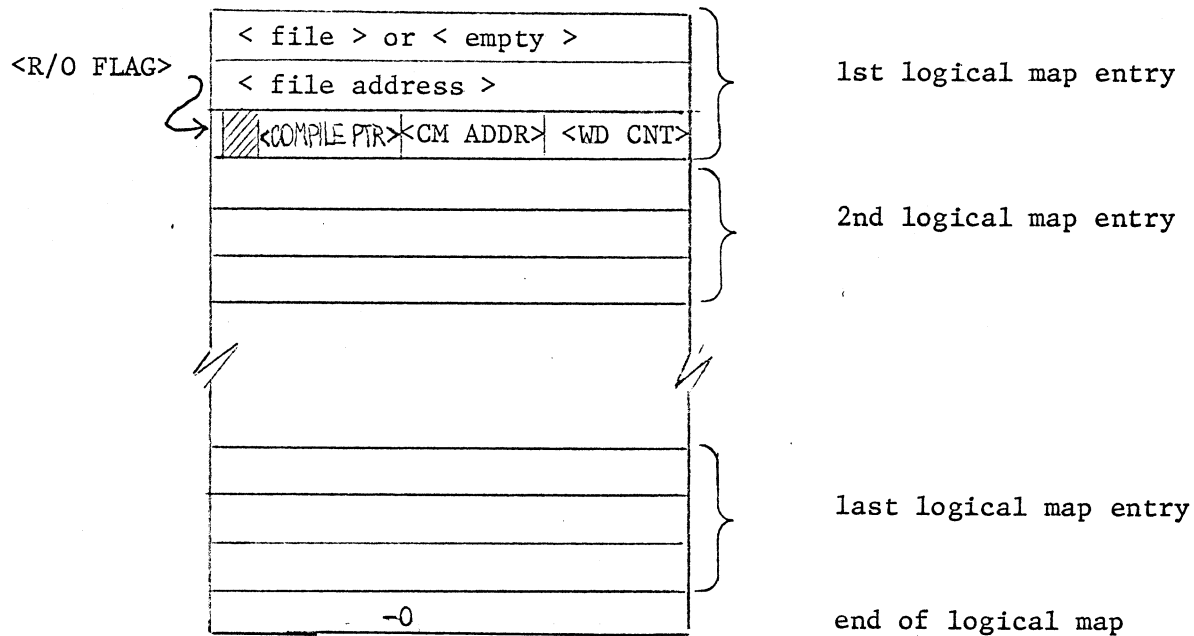 < file > or < empty >
<R/O FLAG>
1st logical map entry
< file address >
<COMPILE PTR> <CM ADDR> <WD CNT>
2nd logical map entry
last logical map entry
-0
end of logical map